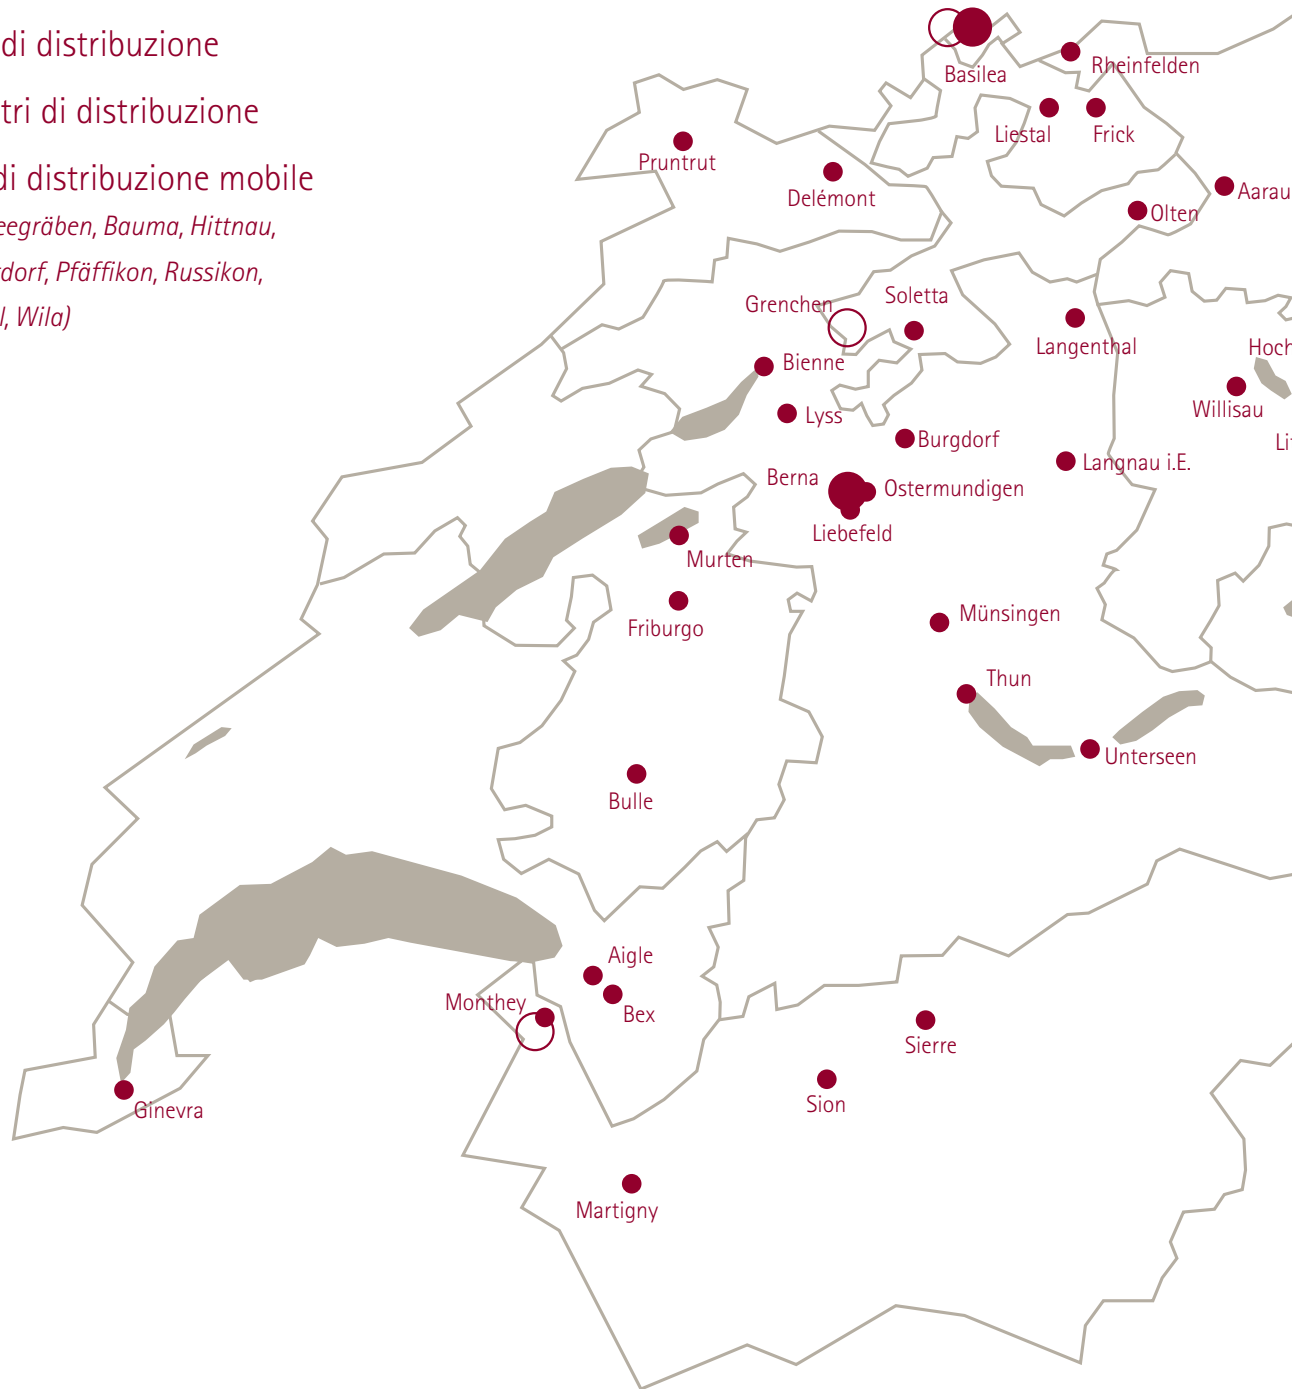 di distribuzione
tri di distribuzione
di distribuzione mobile
eegräben, Bauma, Hittnau,
dorf, Pfäffikon, Russikon,
l, Wila)
Basilea
Rheinfelden
Liestal
Frick
Pruntrut
Delémont
Aarau
Olten
Grenchen
Soletta
Langenthal
Hoch
Bienne
Willisau
Lyss
Burgdorf
Langnau i.E.
Berna
Ostermundigen
Liebefeld
Murten
Friburgo
Münsingen
Thun
Unterseen
Bulle
Aigle
Monthey
Bex
Sierre
Ginevra
Sion
Martigny